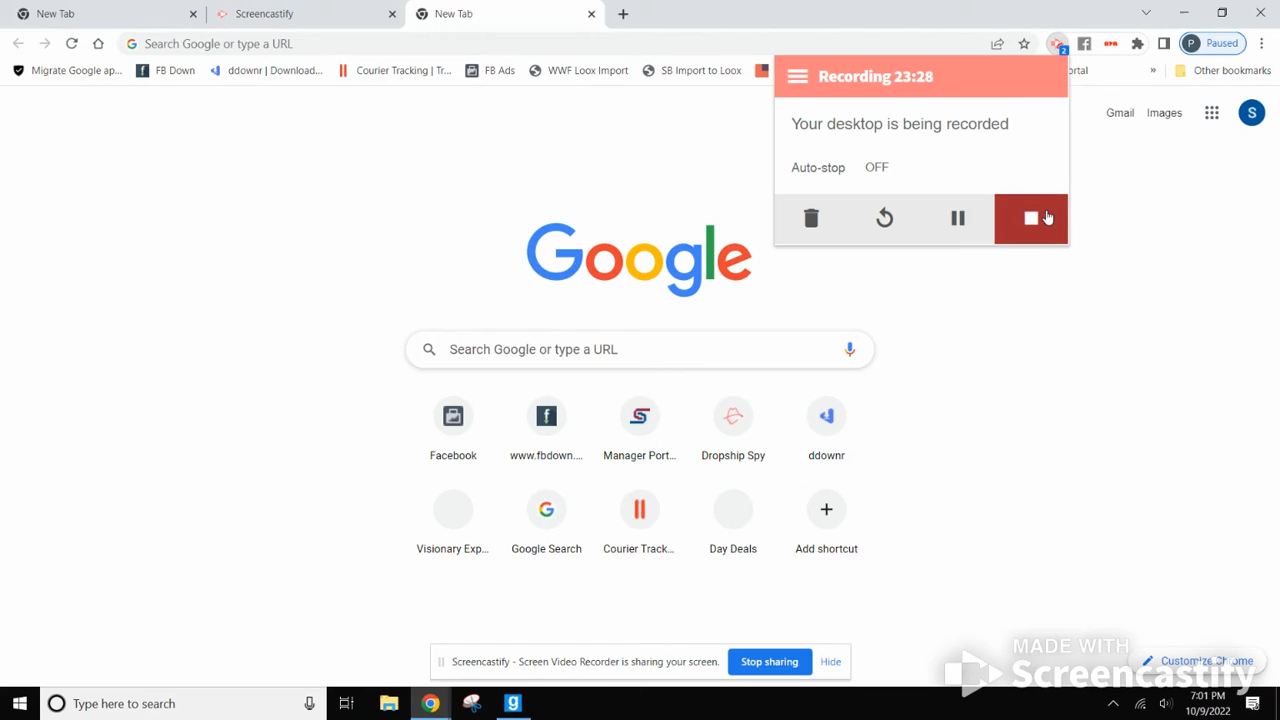 New Tab
Screencastify
New Tab
Search Google or type a URL
P Paused
Migrate Google ap...
FB Down
ddownr | Download...
Courier Tracking | Tr...
FB Ads
WWF Loox Import
SB Import to Loox
ortal
Other bookmarks
2
Recording 23:28
Your desktop is being recorded
Auto-stop OFF
Gmail
Images
S
Google
Search Google or type a URL
Facebook
www.fbdown....
Manager Port...
Dropship Spy
ddownr
Visionary Exp...
Google Search
Courier Track...
Day Deals
Add shortcut
Screencastify - Screen Video Recorder is sharing your screen.
Stop sharing
Hide
MADE WITH
Screencastify
Customize Chrome
Type here to search
7:01 PM
10/9/2022